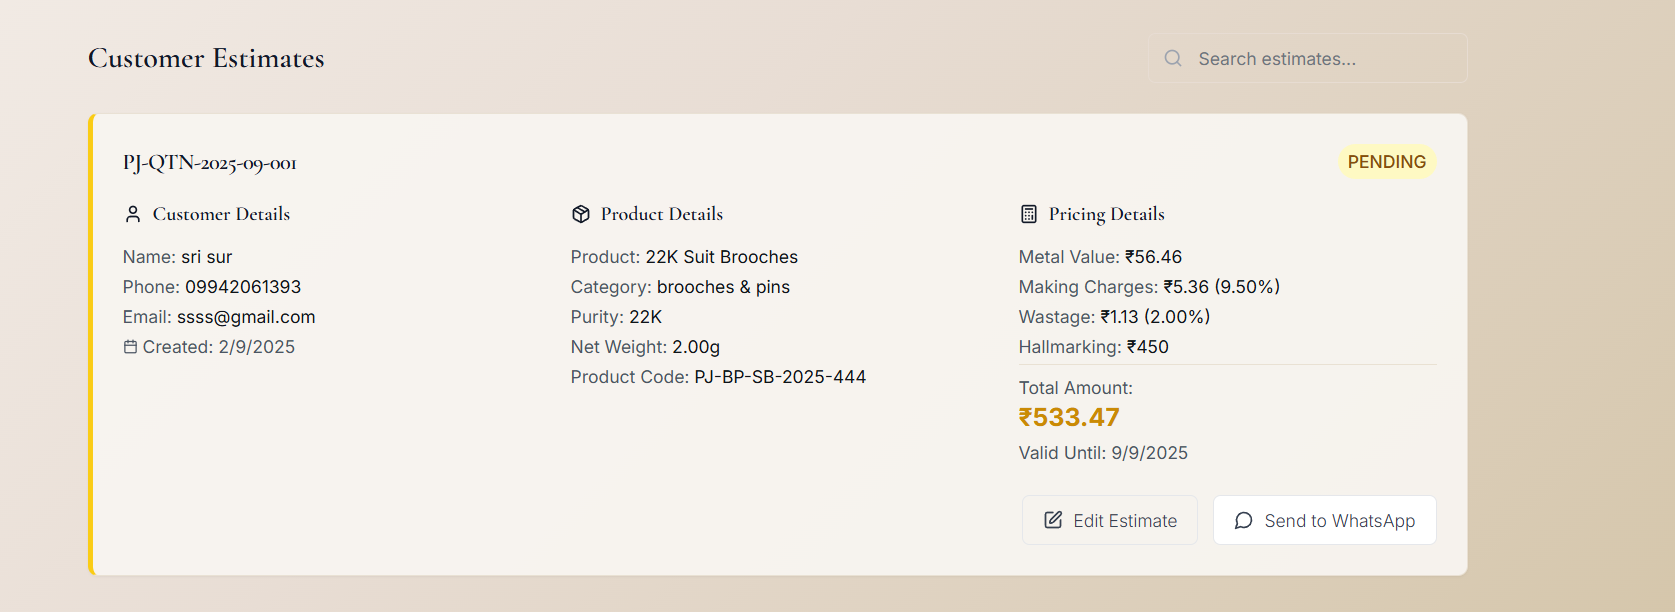 Customer Estimates
Search estimates...
PJ-QTN-2025-09-001
PENDING
Customer Details
Name: sri sur
Phone: 09942061393
Email: ssss@gmail.com
Created: 2/9/2025
Product Details
Product: 22K Suit Brooches
Category: brooches & pins
Purity: 22K
Net Weight: 2.00g
Product Code: PJ-BP-SB-2025-444
Pricing Details
Metal Value: ₹56.46
Making Charges: ₹5.36 (9.50%)
Wastage: ₹1.13 (2.00%)
Hallmarking: ₹450
Total Amount:
₹533.47
Valid Until: 9/9/2025
Edit Estimate
Send to WhatsApp